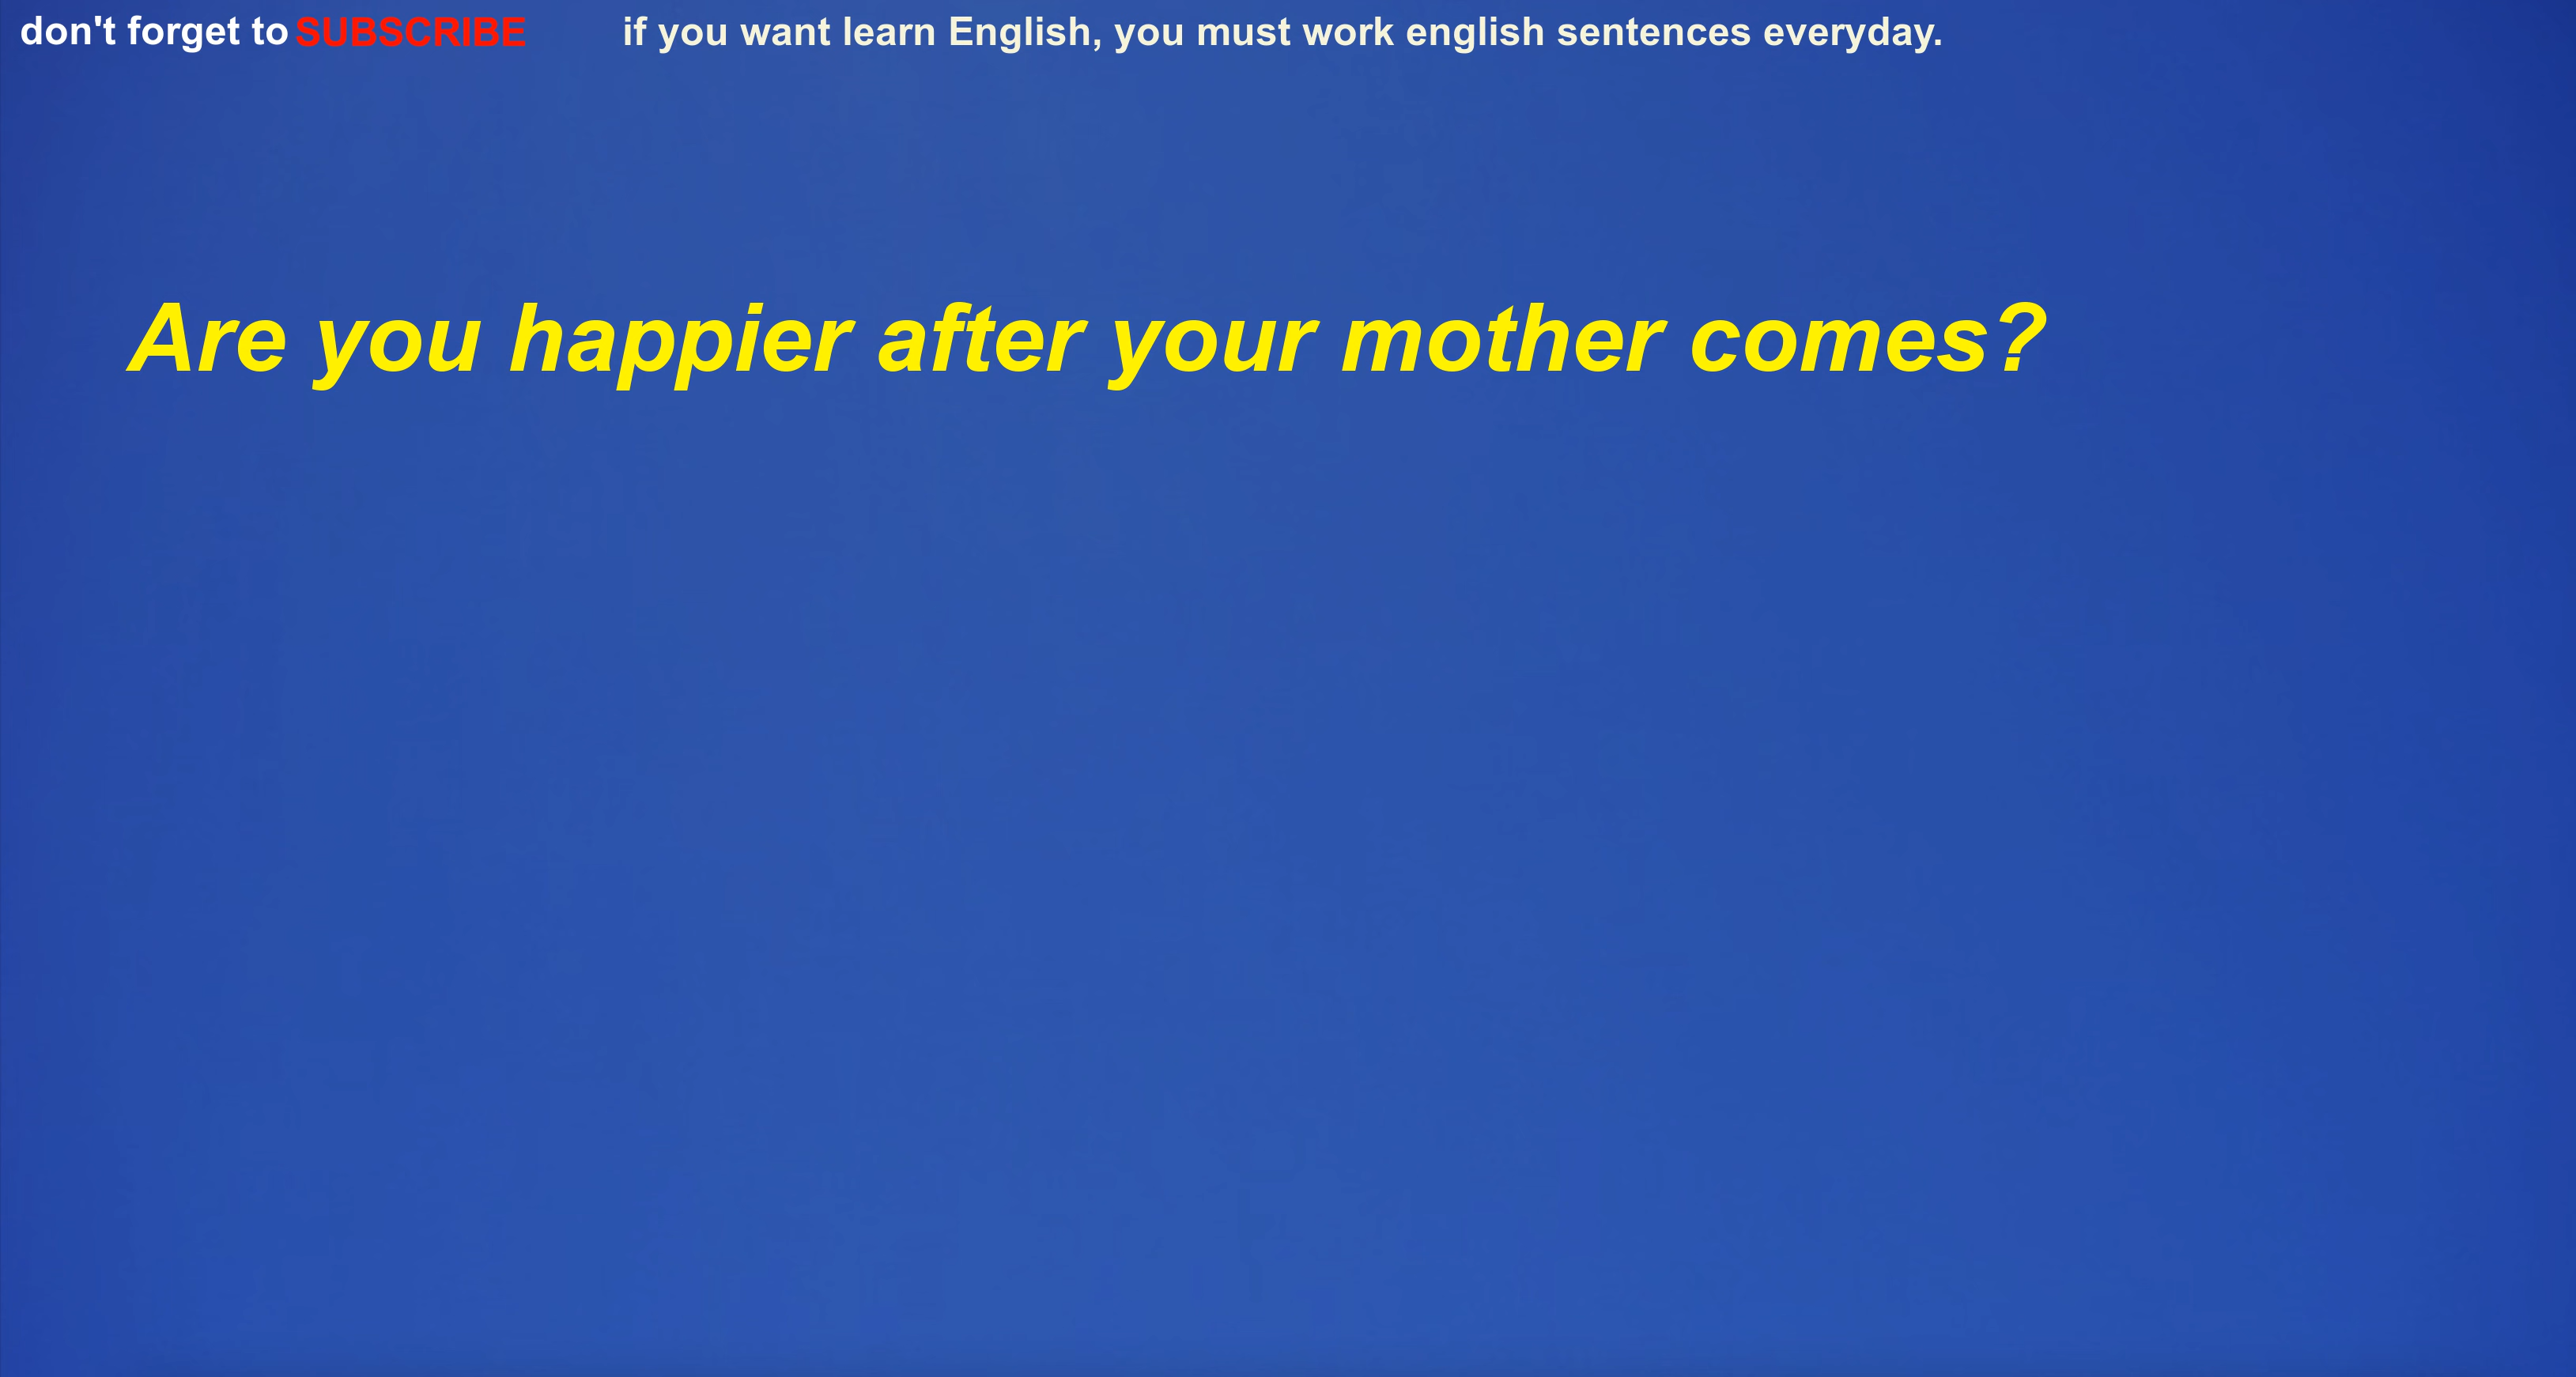 don't forget to SUBSCRIBE if you want learn English, you must work english sentences everyday.
Are you happier after your mother comes?